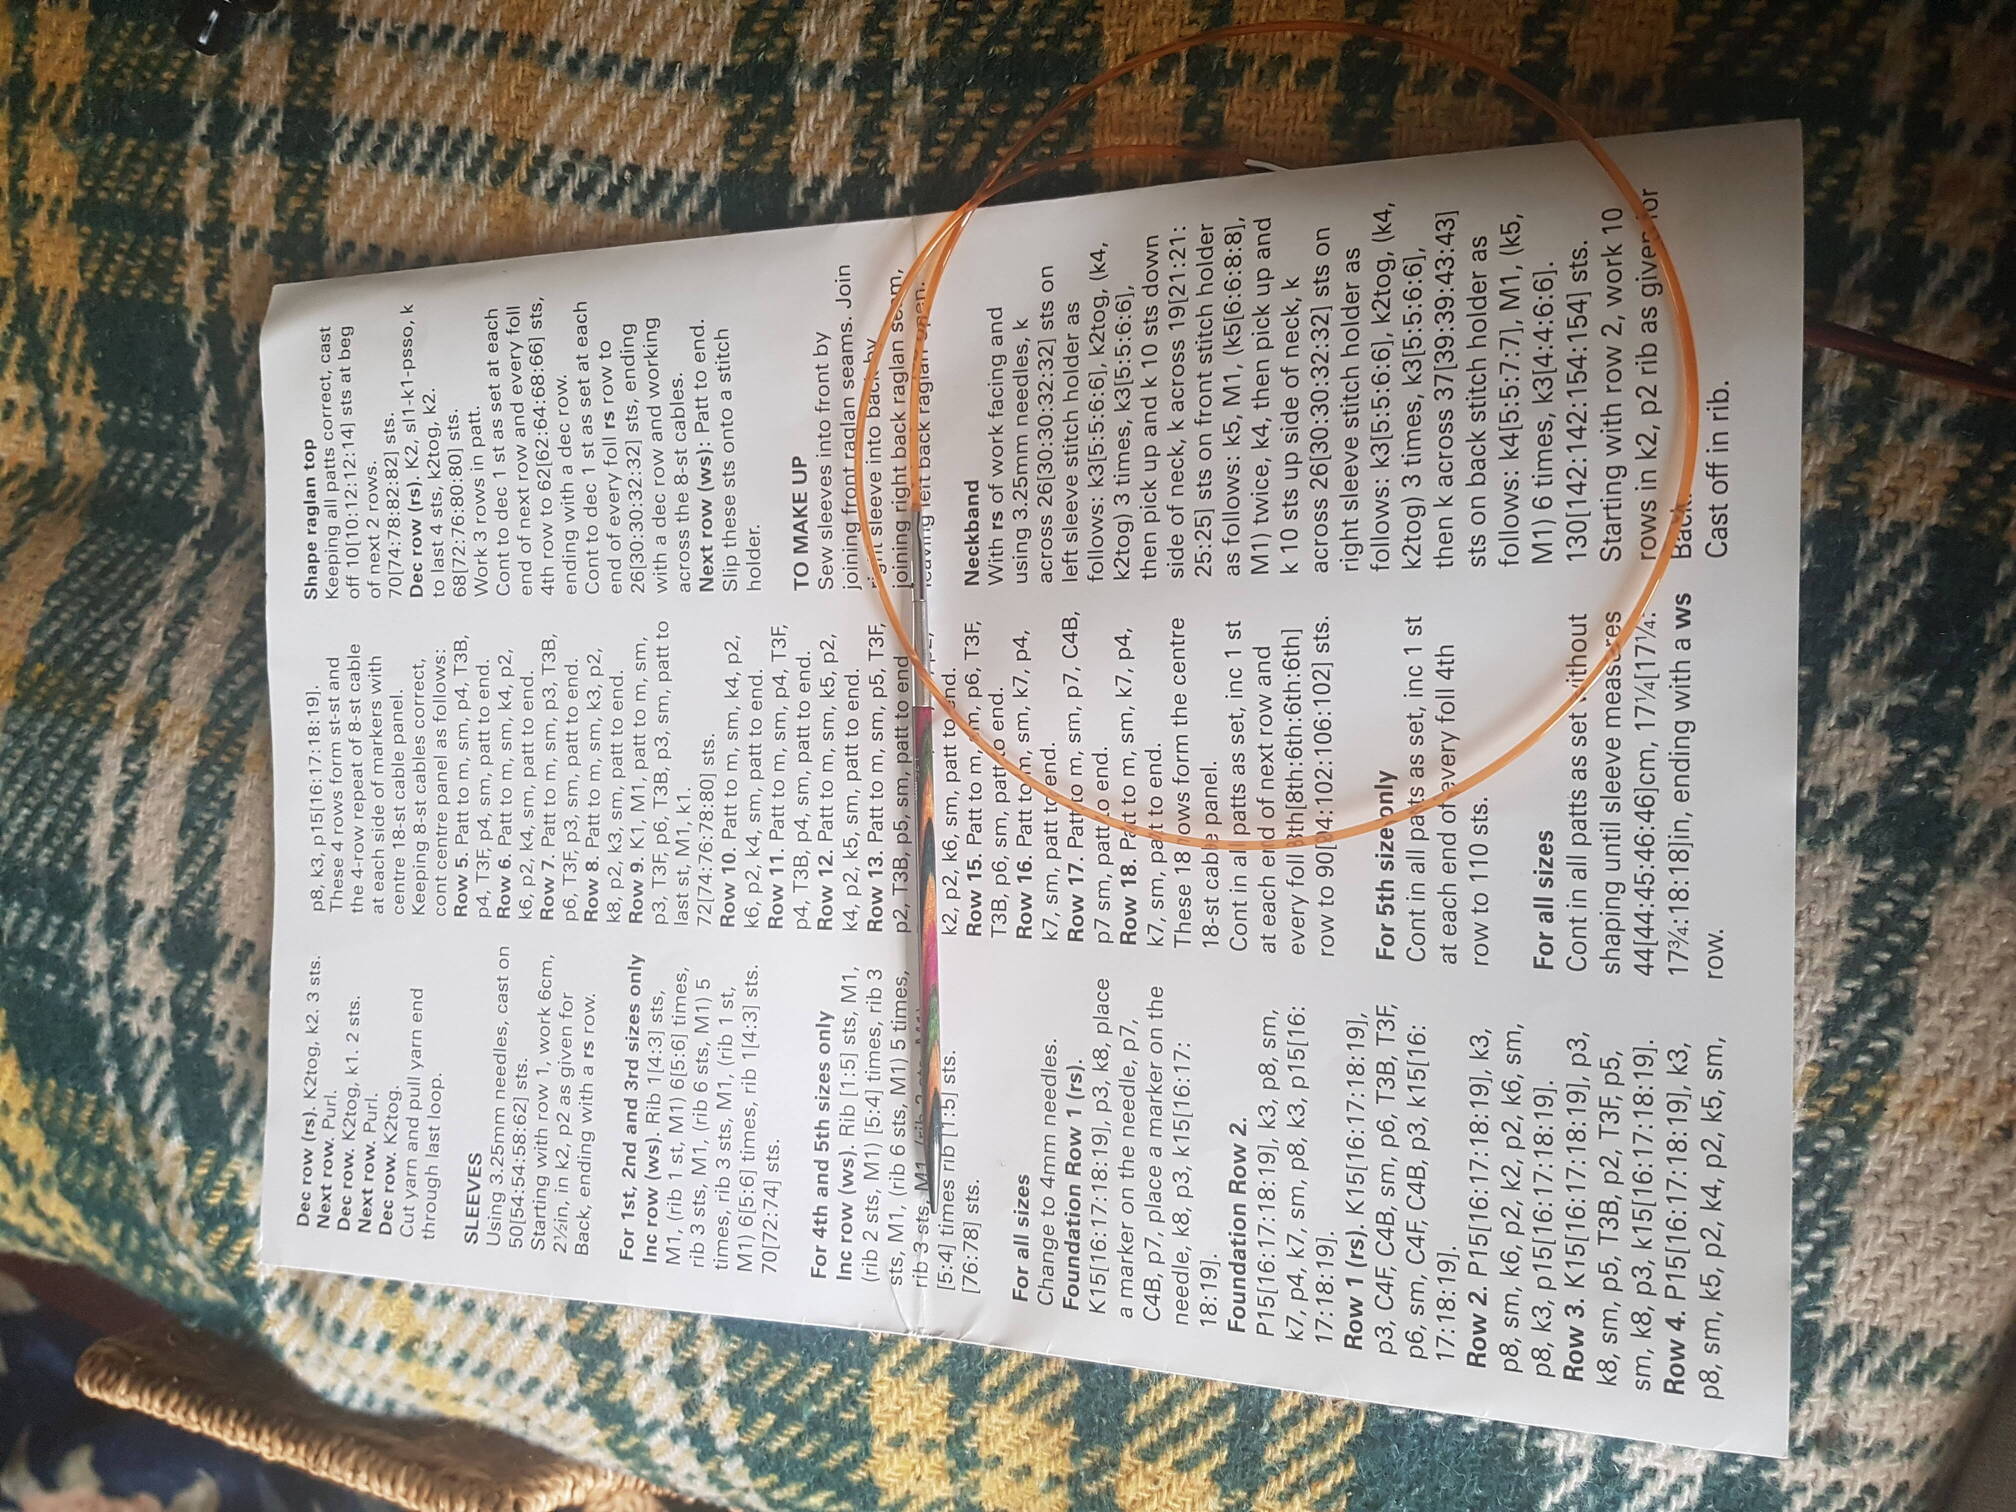 Dec row (rs). K2tog, k2. 3 sts.
Next row. Purl.
Dec row. K2tog, k1. 2 sts.
Next row. Purl.
Dec row. K2tog.
Cut yarn and pull yarn end
through last loop.
SLEEVES
Using 3.25mm needles, cast on
50[54:54:58:62] sts.
Starting with row 1, work 6cm,
2½in, in k2, p2 as given for
Back, ending with a rs row.
For 1st, 2nd and 3rd sizes only
Inc row (ws). Rib 1[4:3] sts,
M1, (rib 1 st, M1) 6[5:6] times,
rib 3 sts, M1, (rib 6 sts, M1) 5
times, rib 3 sts, M1, (rib 1 st,
M1) 6[5:6] times, rib 1[4:3] sts.
70[72:74] sts.
For 4th and 5th sizes only
Inc row (ws). Rib [1:5] sts, M1,
(rib 2 sts, M1) [5:4] times, rib 3
sts, M1, (rib 6 sts, M1) 5 times,
rib 3 sts, M1, (rib 2 sts, M1)
[5:4] times rib [1:5] sts.
[76:78] sts.
For all sizes
Change to 4mm needles.
Foundation Row 1 (rs).
K15[16:17:18:19], p3, k8, place
a marker on the needle, p7,
C4B, p7, place a marker on the
needle, k8, p3, k15[16:17:
18:19].
Foundation Row 2.
P15[16:17:18:19], k3, p8, sm,
k7, p4, k7, sm, p8, k3, p15[16:
17:18:19].
Row 1 (rs). K15[16:17:18:19],
p3, C4F, C4B, sm, p6, T3B, T3F,
p6, sm, C4F, C4B, p3, k15[16:
17:18:19].
Row 2. P15[16:17:18:19], k3,
p8, sm, k6, p2, k2, p2, k6, sm,
p8, k3, p15[16:17:18:19].
Row 3. K15[16:17:18:19], p3,
k8, sm, p5, T3B, p2, T3F, p5,
sm, k8, p3, k15[16:17:18:19].
Row 4. P15[16:17:18:19], k3,
p8, sm, k5, p2, k4, p2, k5, sm,
p8, k3, p15[16:17:18:19].
These 4 rows form st-st and
the 4-row repeat of 8-st cable
at each side of markers with
centre 18-st cable panel.
Keeping 8-st cables correct,
cont centre panel as follows:
Row 5. Patt to m, sm, p4, T3B,
p4, T3F, p4, sm, patt to end.
Row 6. Patt to m, sm, k4, p2,
k6, p2, k4, sm, patt to end.
Row 7. Patt to m, sm, p3, T3B,
p6, T3F, p3, sm, patt to end.
Row 8. Patt to m, sm, k3, p2,
k8, p2, k3, sm, patt to end.
Row 9. K1, M1, patt to m, sm,
p3, T3F, p6, T3B, p3, sm, patt to
last st, M1, k1.
72[74:76:78:80] sts.
Row 10. Patt to m, sm, k4, p2,
k6, p2, k4, sm, patt to end.
Row 11. Patt to m, sm, p4, T3F,
p4, T3B, p4, sm, patt to end.
Row 12. Patt to m, sm, k5, p2,
k4, p2, k5, sm, patt to end.
Row 13. Patt to m, sm, p5, T3F,
p2, T3B, p5, sm, patt to end
k2, p2, k6, sm, patt to end.
Row 15. Patt to m, sm, p6, T3F,
T3B, p6, sm, patt to end.
Row 16. Patt to m, sm, k7, p4,
k7, sm, patt to end.
Row 17. Patt to m, sm, p7, C4B,
p7 sm, patt to end.
Row 18. Patt to m, sm, k7, p4,
k7, sm, patt to end.
These 18 rows form the centre
18-st cable panel.
Cont in all patts as set, inc 1 st
at each end of next row and
every foll 8th[8th:6th:6th:6th]
row to 90[94:102:106:102] sts.
For 5th size only
Cont in all patts as set, inc 1 st
at each end of every foll 4th
row to 110 sts.
For all sizes
Cont in all patts as set without
shaping until sleeve measures
44[44:45:46:46]cm, 17¼[17¼:
17¾:18:18]in, ending with a ws
row.
Shape raglan top
Keeping all patts correct, cast
off 10[10:12:12:14] sts at beg
of next 2 rows.
70[74:78:82:82] sts.
Dec row (rs). K2, sl1-k1-psso, k
to last 4 sts, k2tog, k2.
68[72:76:80:80] sts.
Work 3 rows in patt.
Cont to dec 1 st as set at each
end of next row and every foll
4th row to 62[62:64:68:66] sts,
ending with a dec row.
Cont to dec 1 st as set at each
end of every foll rs row to
26[30:30:32:32] sts, ending
with a dec row and working
across the 8-st cables.
Next row (ws): Patt to end.
Slip these sts onto a stitch
holder.
TO MAKE UP
Sew sleeves into front by
joining front raglan seams. Join
right sleeve into back by
joining right back raglan seam,
leaving left back raglan open.
Neckband
With rs of work facing and
using 3.25mm needles, k
across 26[30:30:32:32] sts on
left sleeve stitch holder as
follows: k3[5:5:6:6], k2tog, (k4,
k2tog) 3 times, k3[5:5:6:6],
then pick up and k 10 sts down
side of neck, k across 19[21:21:
25:25] sts on front stitch holder
as follows: k5, M1, (k5[6:6:8:8],
M1) twice, k4, then pick up and
k 10 sts up side of neck, k
across 26[30:30:32:32] sts on
right sleeve stitch holder as
follows: k3[5:5:6:6], k2tog, (k4,
k2tog) 3 times, k3[5:5:6:6],
then k across 37[39:39:43:43]
sts on back stitch holder as
follows: k4[5:5:7:7], M1, (k5,
M1) 6 times, k3[4:4:6:6].
130[142:142:154:154] sts.
Starting with row 2, work 10
rows in k2, p2 rib as given for
Back.
Cast off in rib.